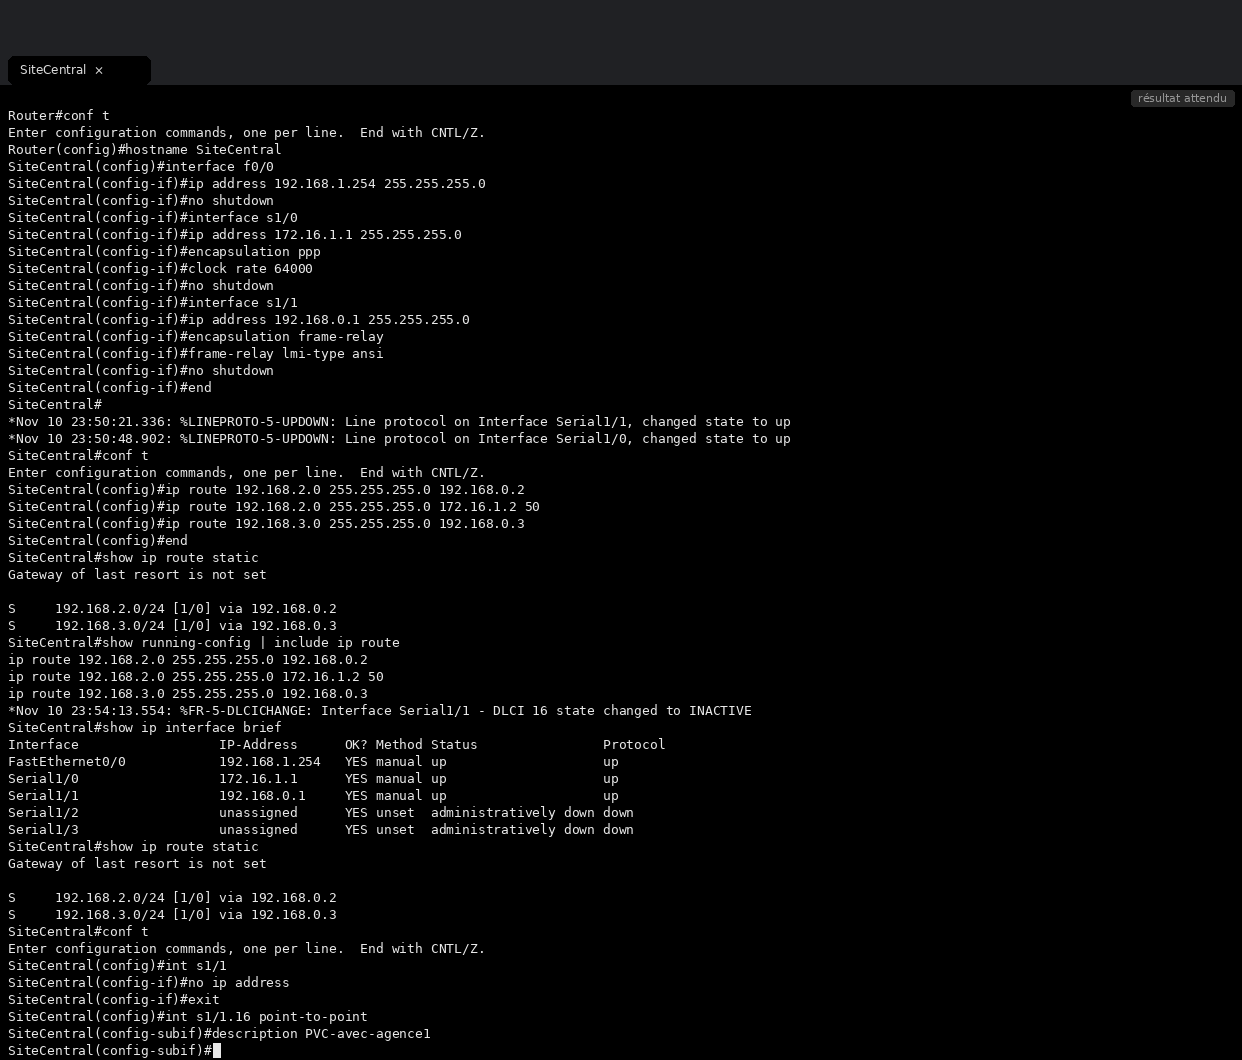 SiteCentral ×
résultat attendu
Router#conf t
Enter configuration commands, one per line.  End with CNTL/Z.
Router(config)#hostname SiteCentral
SiteCentral(config)#interface f0/0
SiteCentral(config-if)#ip address 192.168.1.254 255.255.255.0
SiteCentral(config-if)#no shutdown
SiteCentral(config-if)#interface s1/0
SiteCentral(config-if)#ip address 172.16.1.1 255.255.255.0
SiteCentral(config-if)#encapsulation ppp
SiteCentral(config-if)#clock rate 64000
SiteCentral(config-if)#no shutdown
SiteCentral(config-if)#interface s1/1
SiteCentral(config-if)#ip address 192.168.0.1 255.255.255.0
SiteCentral(config-if)#encapsulation frame-relay
SiteCentral(config-if)#frame-relay lmi-type ansi
SiteCentral(config-if)#no shutdown
SiteCentral(config-if)#end
SiteCentral#
*Nov 10 23:50:21.336: %LINEPROTO-5-UPDOWN: Line protocol on Interface Serial1/1, changed state to up
*Nov 10 23:50:48.902: %LINEPROTO-5-UPDOWN: Line protocol on Interface Serial1/0, changed state to up
SiteCentral#conf t
Enter configuration commands, one per line.  End with CNTL/Z.
SiteCentral(config)#ip route 192.168.2.0 255.255.255.0 192.168.0.2
SiteCentral(config)#ip route 192.168.2.0 255.255.255.0 172.16.1.2 50
SiteCentral(config)#ip route 192.168.3.0 255.255.255.0 192.168.0.3
SiteCentral(config)#end
SiteCentral#show ip route static
Gateway of last resort is not set
S     192.168.2.0/24 [1/0] via 192.168.0.2
S     192.168.3.0/24 [1/0] via 192.168.0.3
SiteCentral#show running-config | include ip route
ip route 192.168.2.0 255.255.255.0 192.168.0.2
ip route 192.168.2.0 255.255.255.0 172.16.1.2 50
ip route 192.168.3.0 255.255.255.0 192.168.0.3
*Nov 10 23:54:13.554: %FR-5-DLCICHANGE: Interface Serial1/1 - DLCI 16 state changed to INACTIVE
SiteCentral#show ip interface brief
Interface                  IP-Address      OK? Method Status                Protocol
FastEthernet0/0            192.168.1.254   YES manual up                    up
Serial1/0                  172.16.1.1      YES manual up                    up
Serial1/1                  192.168.0.1     YES manual up                    up
Serial1/2                  unassigned      YES unset  administratively down down
Serial1/3                  unassigned      YES unset  administratively down down
SiteCentral#show ip route static
Gateway of last resort is not set
S     192.168.2.0/24 [1/0] via 192.168.0.2
S     192.168.3.0/24 [1/0] via 192.168.0.3
SiteCentral#conf t
Enter configuration commands, one per line.  End with CNTL/Z.
SiteCentral(config)#int s1/1
SiteCentral(config-if)#no ip address
SiteCentral(config-if)#exit
SiteCentral(config)#int s1/1.16 point-to-point
SiteCentral(config-subif)#description PVC-avec-agence1
SiteCentral(config-subif)#